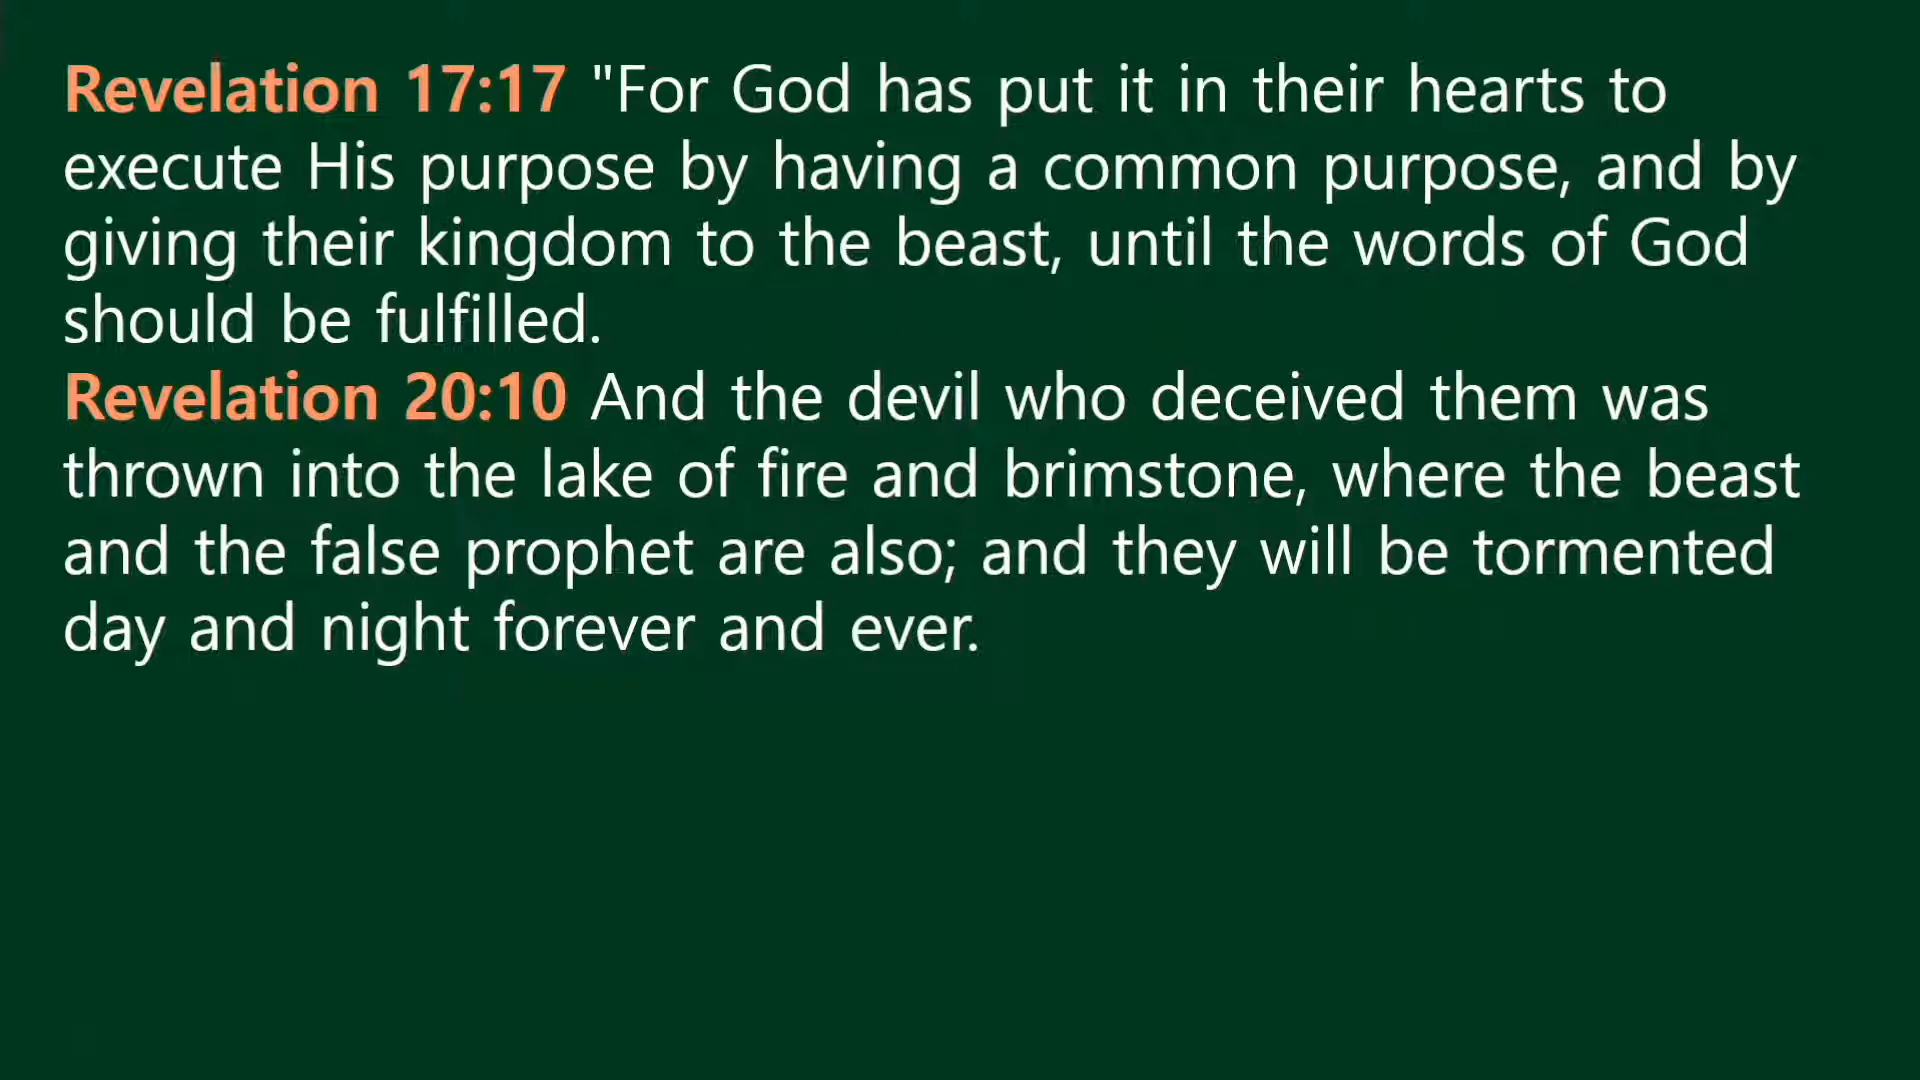 Revelation 17:17 "For God has put it in their hearts to
execute His purpose by having a common purpose, and by
giving their kingdom to the beast, until the words of God
should be fulfilled.
Revelation 20:10 And the devil who deceived them was
thrown into the lake of fire and brimstone, where the beast
and the false prophet are also; and they will be tormented
day and night forever and ever.